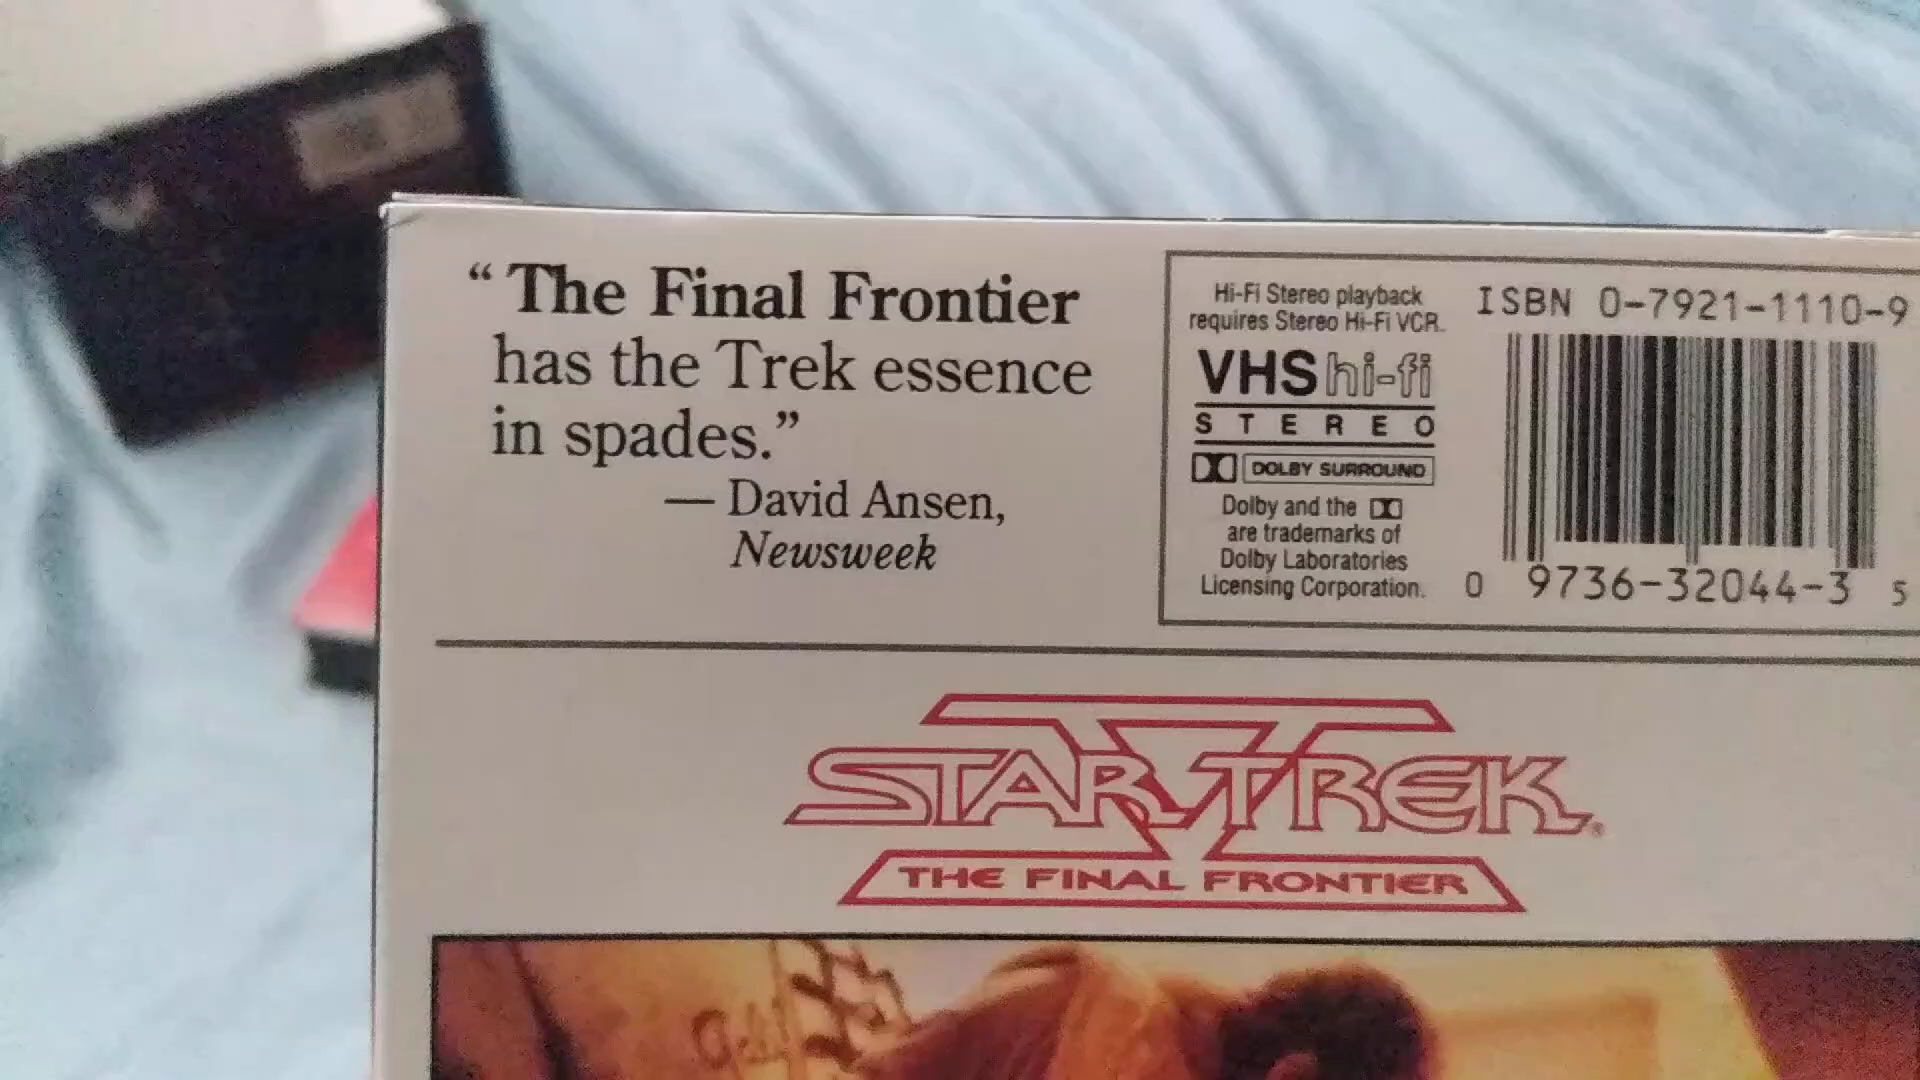 “The Final Frontier
has the Trek essence
in spades.”
— David Ansen,
Newsweek
Hi-Fi Stereo playback
requires Stereo Hi-Fi VCR.
VHS hi-fi
STEREO
DOLBY SURROUND
Dolby and the
are trademarks of
Dolby Laboratories
Licensing Corporation.
ISBN 0-7921-1110-9
0 9736-32044-3 5
V
STAR TREK®
THE FINAL FRONTIER